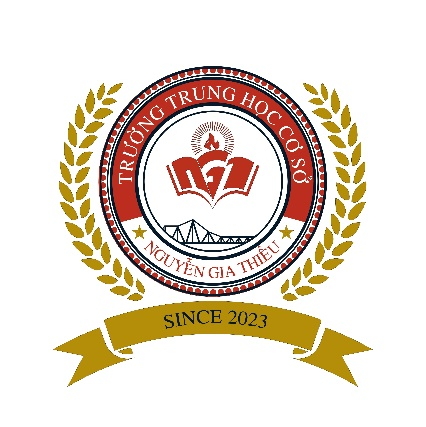 TRƯỜNG TRUNG HỌC CƠ SỞ
NGUYỄN GIA THIỀU
SINCE 2023